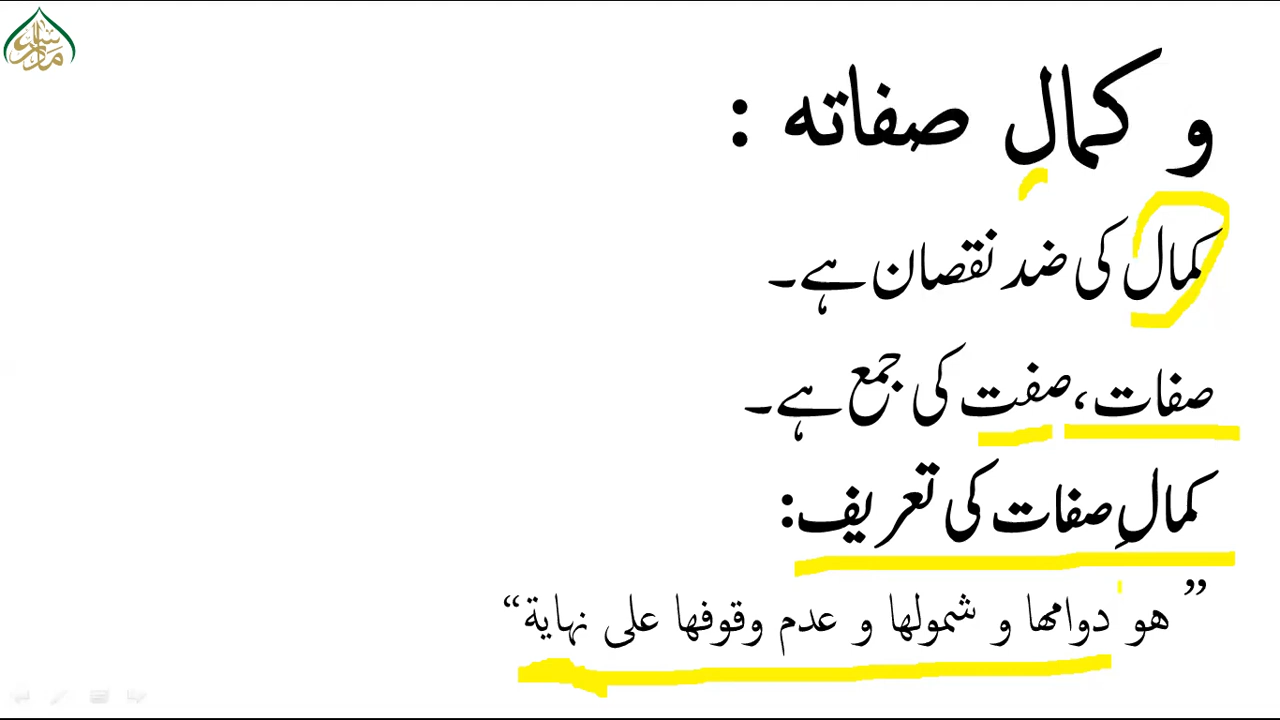 و کمالِ صفاته :
کمال کی ضد نقصان ہے۔
صفات، صفت کی جمع ہے۔
کمالِ صفات کی تعریف:
”هو دوامها و شمولها و عدم وقوفها على نهاية“